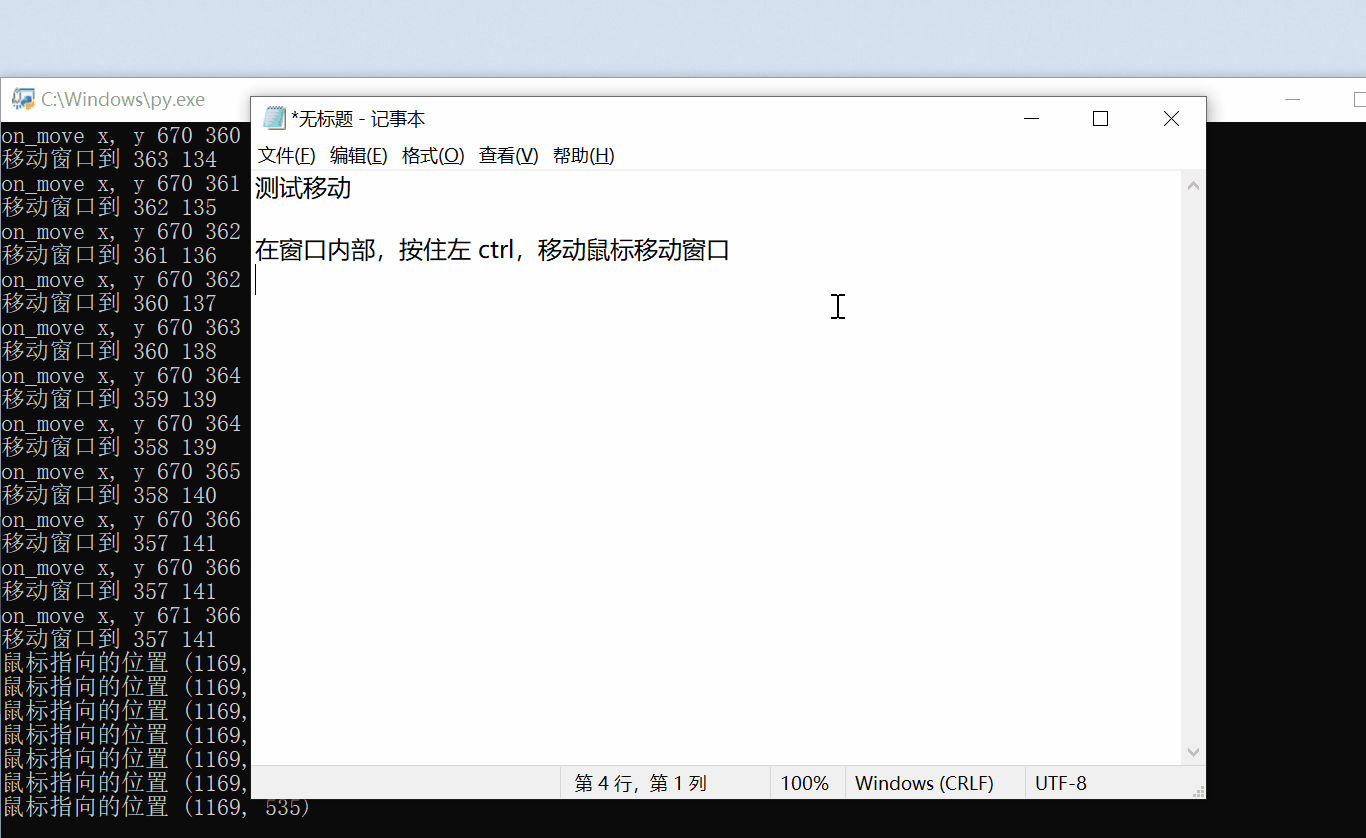 C:\Windows\py.exe
on_move x, y 670 360
移动窗口到 363 134
on_move x, y 670 361
移动窗口到 362 135
on_move x, y 670 362
移动窗口到 361 136
on_move x, y 670 362
移动窗口到 360 137
on_move x, y 670 363
移动窗口到 360 138
on_move x, y 670 364
移动窗口到 359 139
on_move x, y 670 364
移动窗口到 358 139
on_move x, y 670 365
移动窗口到 358 140
on_move x, y 670 366
移动窗口到 357 141
on_move x, y 670 366
移动窗口到 357 141
on_move x, y 671 366
移动窗口到 357 141
鼠标指向的位置 (1169,
鼠标指向的位置 (1169,
鼠标指向的位置 (1169,
鼠标指向的位置 (1169,
鼠标指向的位置 (1169,
鼠标指向的位置 (1169,
鼠标指向的位置 (1169, 535)
*无标题 - 记事本
文件(F) 编辑(E) 格式(O) 查看(V) 帮助(H)
测试移动
在窗口内部，按住左 ctrl，移动鼠标移动窗口
第 4 行，第 1 列 100% Windows (CRLF) UTF-8